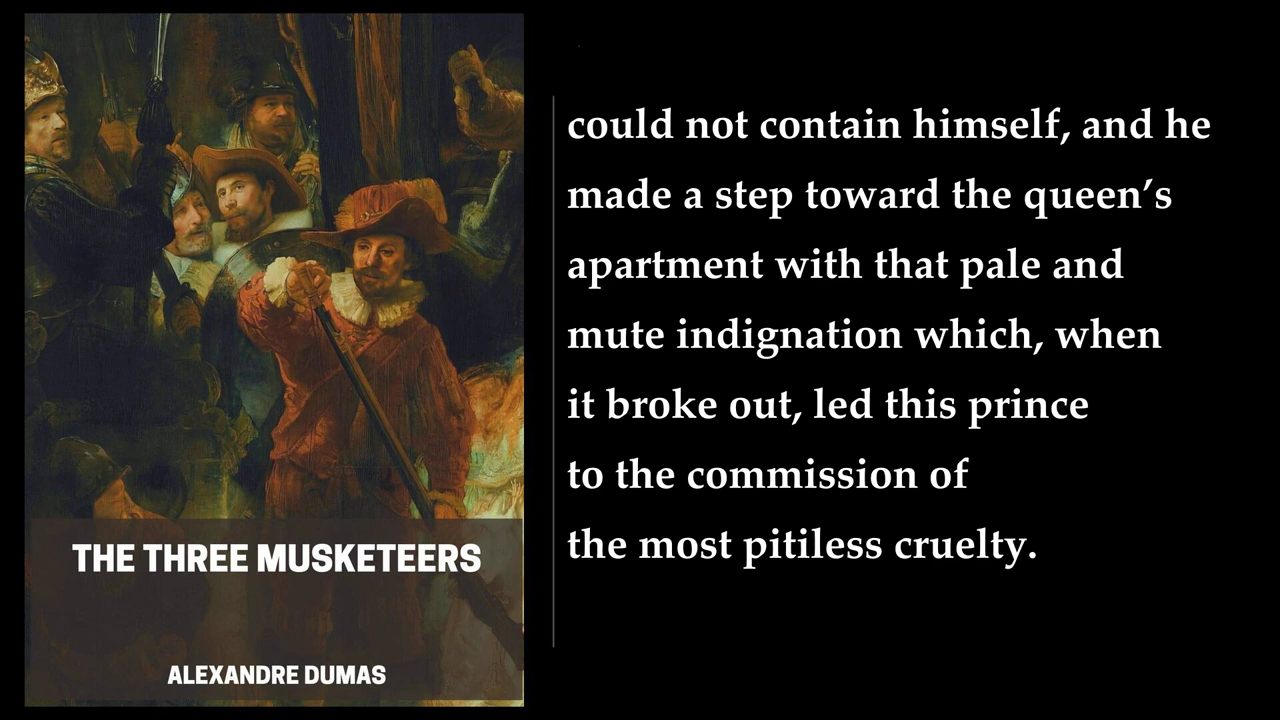 THE THREE MUSKETEERS
ALEXANDRE DUMAS
could not contain himself, and he
made a step toward the queen’s
apartment with that pale and
mute indignation which, when
it broke out, led this prince
to the commission of
the most pitiless cruelty.